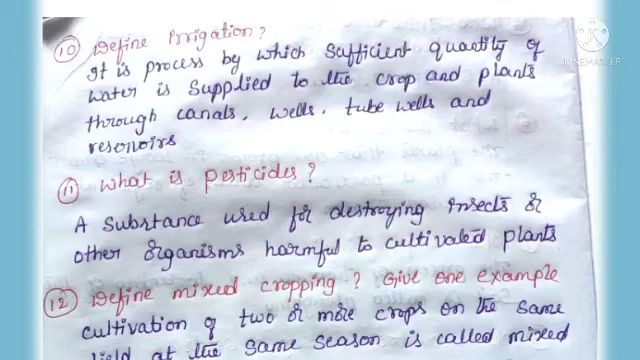 10 Define Irrigation?
It is process by which sufficient quantity of
water is supplied to the crop and plants
through canals, wells, tube wells and
reservoirs
11 What is pesticides?
A substance used for destroying insects or
other organisms harmful to cultivated plants
12 Define mixed cropping? Give one example
cultivation of two or more crops on the same
field at the same season is called mixed
KINEMASTER